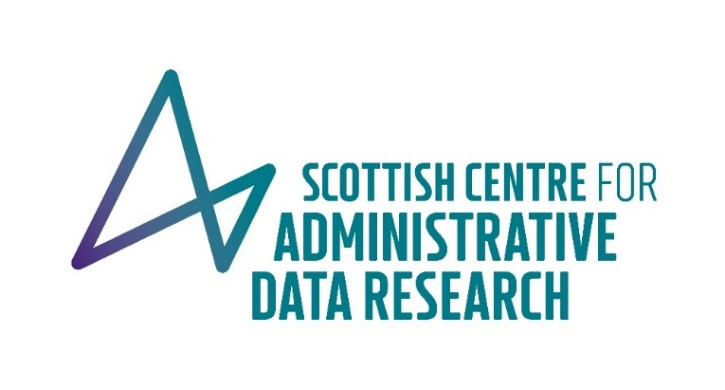 SCOTTISH CENTRE FOR
ADMINISTRATIVE
DATA RESEARCH